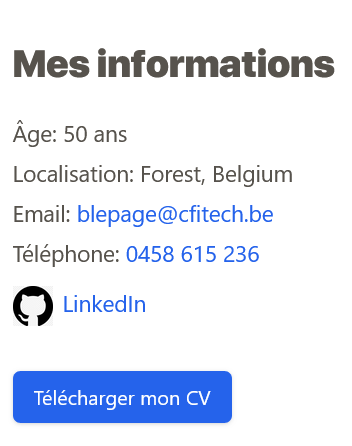 Mes informations
Âge: 50 ans
Localisation: Forest, Belgium
Email: blepage@cfitech.be
Téléphone: 0458 615 236
LinkedIn
Télécharger mon CV